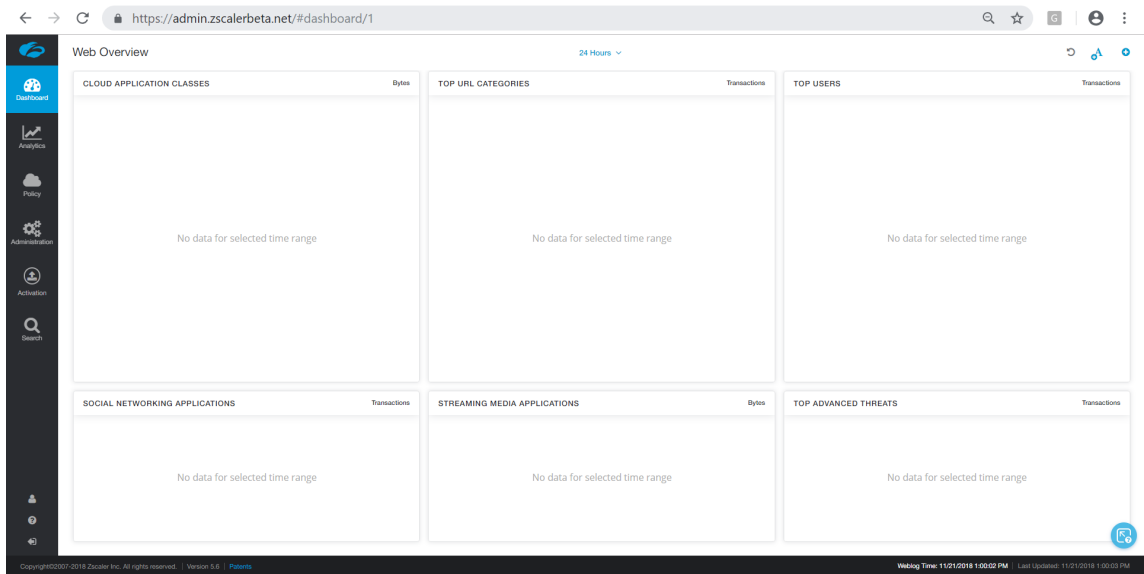 https://admin.zscalerbeta.net/#dashboard/1
G
Web Overview
24 Hours
A
Dashboard
Analytics
Policy
Administration
Activation
Search
CLOUD APPLICATION CLASSES Bytes
No data for selected time range
TOP URL CATEGORIES Transactions
No data for selected time range
TOP USERS Transactions
No data for selected time range
SOCIAL NETWORKING APPLICATIONS Transactions
No data for selected time range
STREAMING MEDIA APPLICATIONS Bytes
No data for selected time range
TOP ADVANCED THREATS Transactions
No data for selected time range
Copyright©2007-2018 Zscaler Inc. All rights reserved. | Version 5.6 | Patents
Weblog Time: 11/21/2018 1:00:02 PM | Last Updated: 11/21/2018 1:00:03 PM